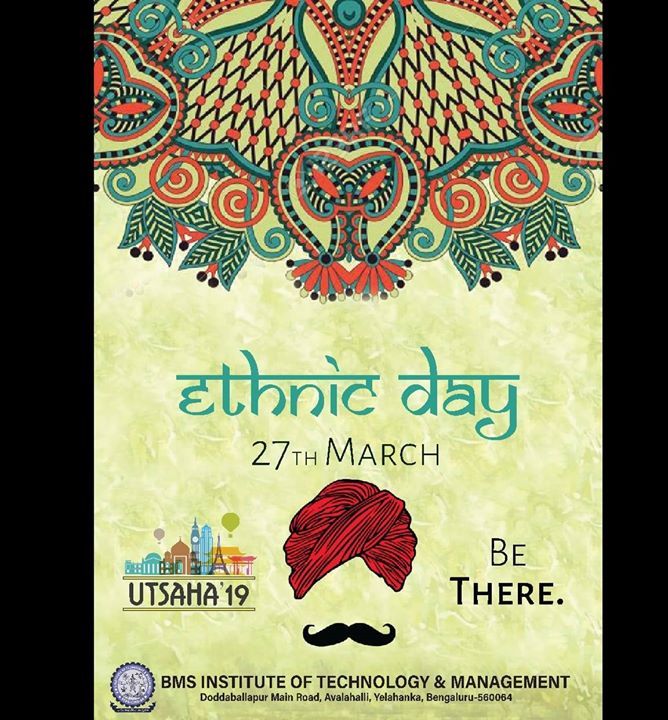 Ethnic Day
27th March
UTSAHA'19
Be
There.
BMS INSTITUTE OF TECHNOLOGY & MANAGEMENT
Doddaballapur Main Road, Avalahalli, Yelahanka, Bengaluru-560064